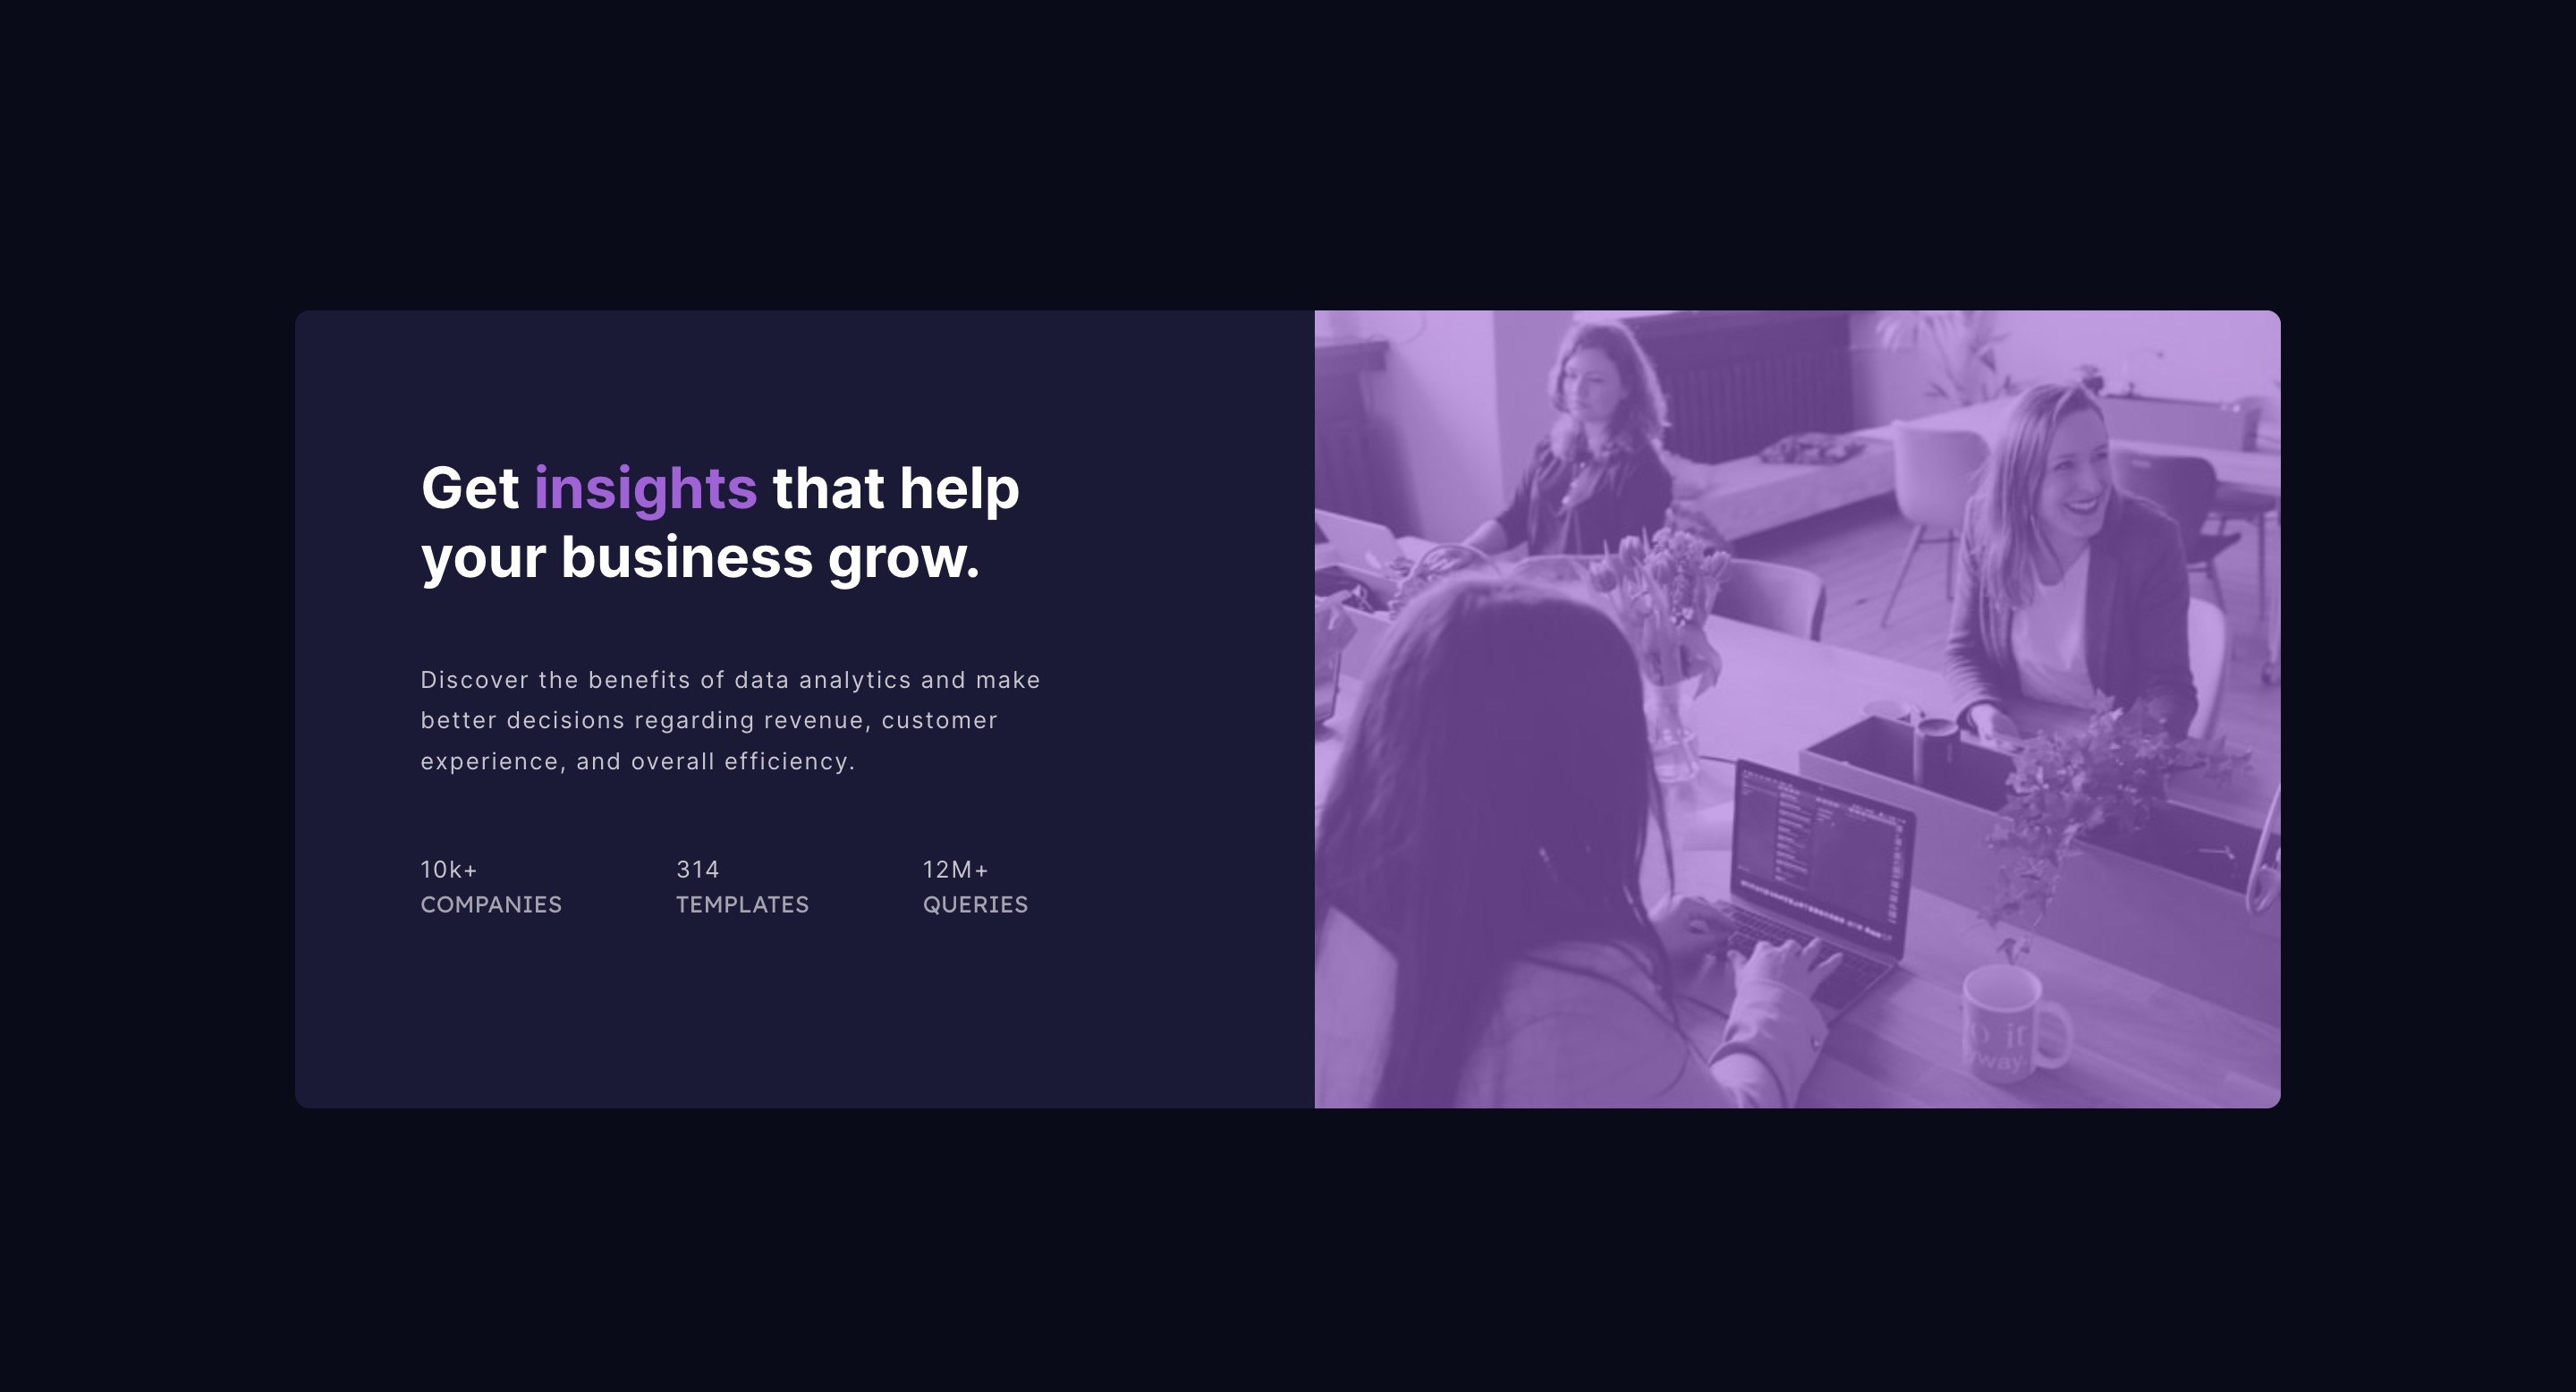 Get insights that help
your business grow.
Discover the benefits of data analytics and make
better decisions regarding revenue, customer
experience, and overall efficiency.
10k+
COMPANIES
314
TEMPLATES
12M+
QUERIES
it